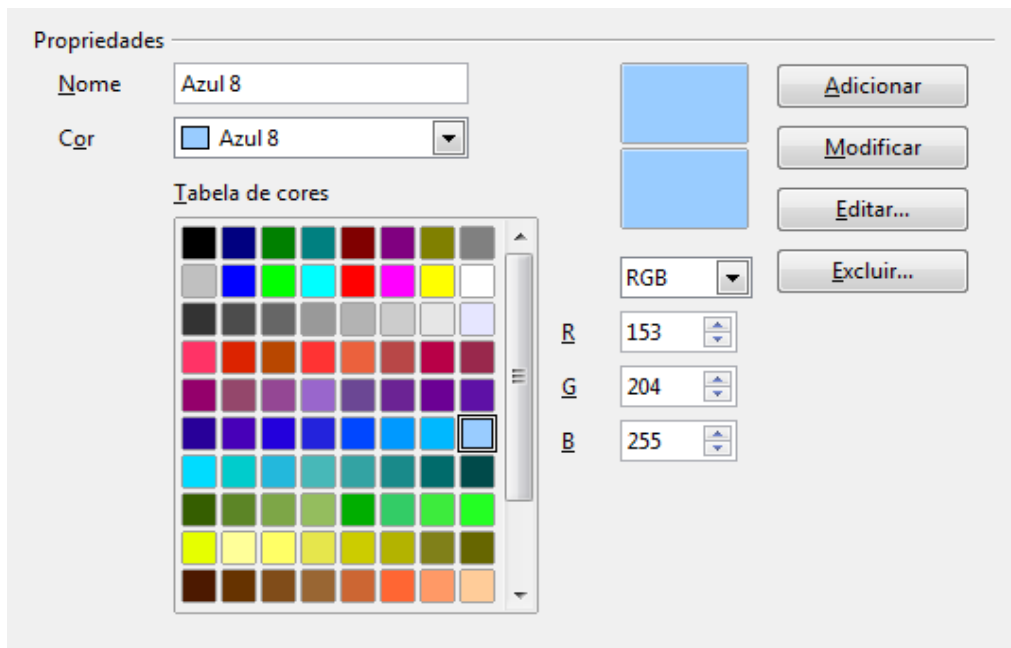 Propriedades
Nome Azul 8 Adicionar
Cor Azul 8 Modificar
Tabela de cores Editar...
RGB Excluir...
R 153
G 204
B 255